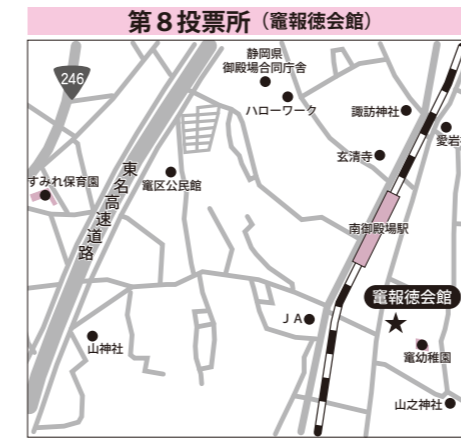 第8投票所(竈報徳会館)
静岡県
御殿場合同庁舎
246
ハローワーク
諏訪神社
愛宕
玄清寺
すみれ保育園
竈区公民館
東名高速道路
南御殿場駅
竈報徳会館
JA
山神社
竈幼稚園
山之神社